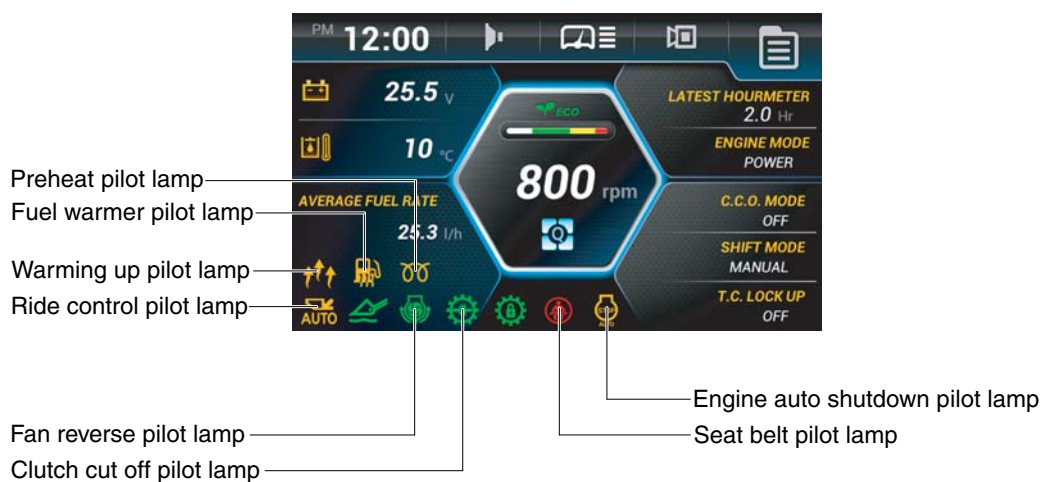 PM 12:00
25.5 V
10 °C
AVERAGE FUEL RATE
25.3 l/h
AUTO
ECO
800 rpm
Q
STOP
AUTO
LATEST HOURMETER
2.0 Hr
ENGINE MODE
POWER
C.C.O. MODE
OFF
SHIFT MODE
MANUAL
T.C. LOCK UP
OFF
Preheat pilot lamp
Fuel warmer pilot lamp
Warming up pilot lamp
Ride control pilot lamp
Fan reverse pilot lamp
Clutch cut off pilot lamp
Engine auto shutdown pilot lamp
Seat belt pilot lamp